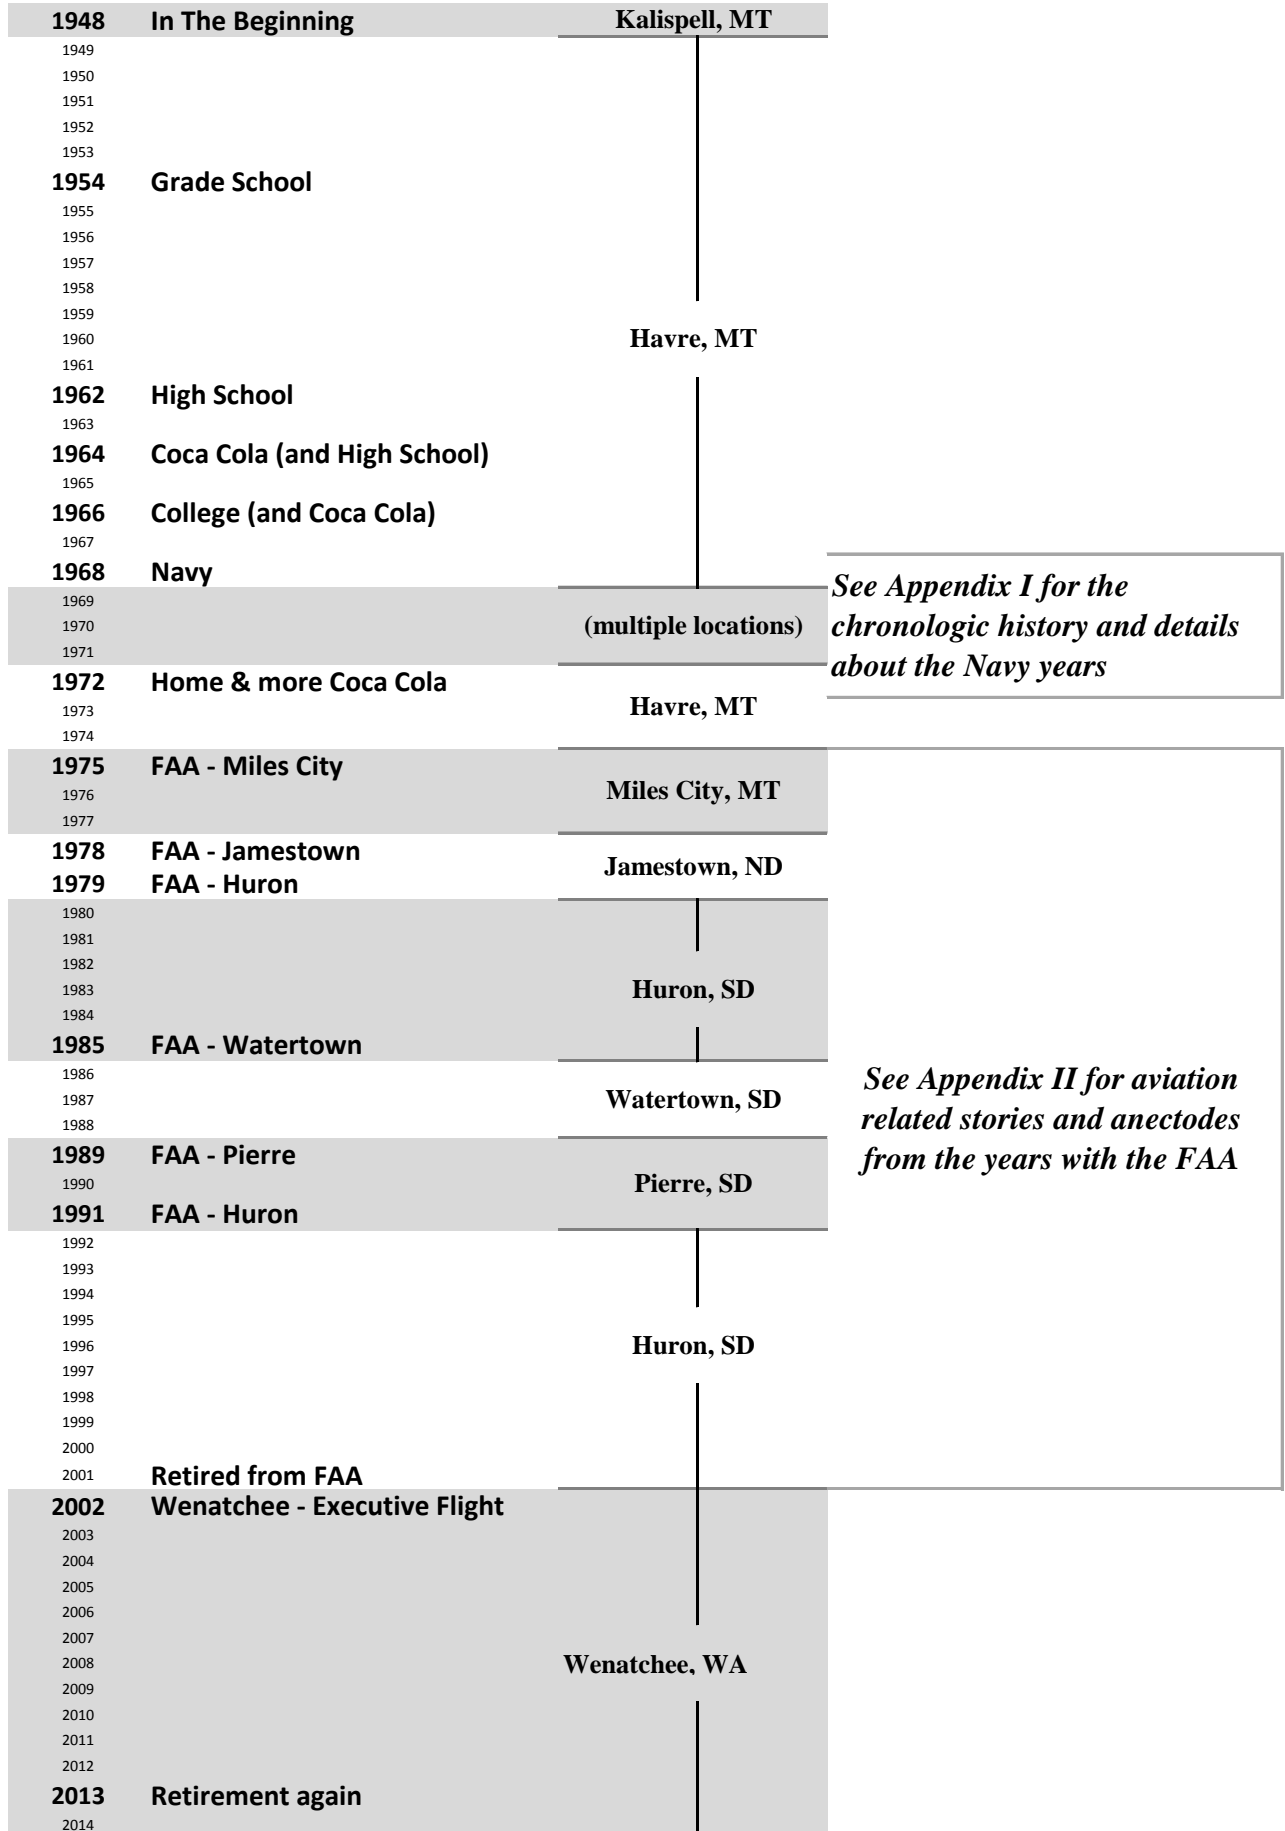 1948 In The Beginning Kalispell, MT
1949
1950
1951
1952
1953
1954 Grade School
1955
1956
1957
1958
1959
1960 Havre, MT
1961
1962 High School
1963
1964 Coca Cola (and High School)
1965
1966 College (and Coca Cola)
1967
1968 Navy
See Appendix I for the
1969
1970 (multiple locations) chronologic history and details
1971
about the Navy years
1972 Home & more Coca Cola
1973 Havre, MT
1974
1975 FAA - Miles City
1976 Miles City, MT
1977
1978 FAA - Jamestown
Jamestown, ND
1979 FAA - Huron
1980
1981
1982
1983 Huron, SD
1984
1985 FAA - Watertown
1986
See Appendix II for aviation
1987 Watertown, SD
related stories and anectodes
1988
1989 FAA - Pierre
from the years with the FAA
1990 Pierre, SD
1991 FAA - Huron
1992
1993
1994
1995
1996 Huron, SD
1997
1998
1999
2000
2001 Retired from FAA
2002 Wenatchee - Executive Flight
2003
2004
2005
2006
2007
2008 Wenatchee, WA
2009
2010
2011
2012
2013 Retirement again
2014